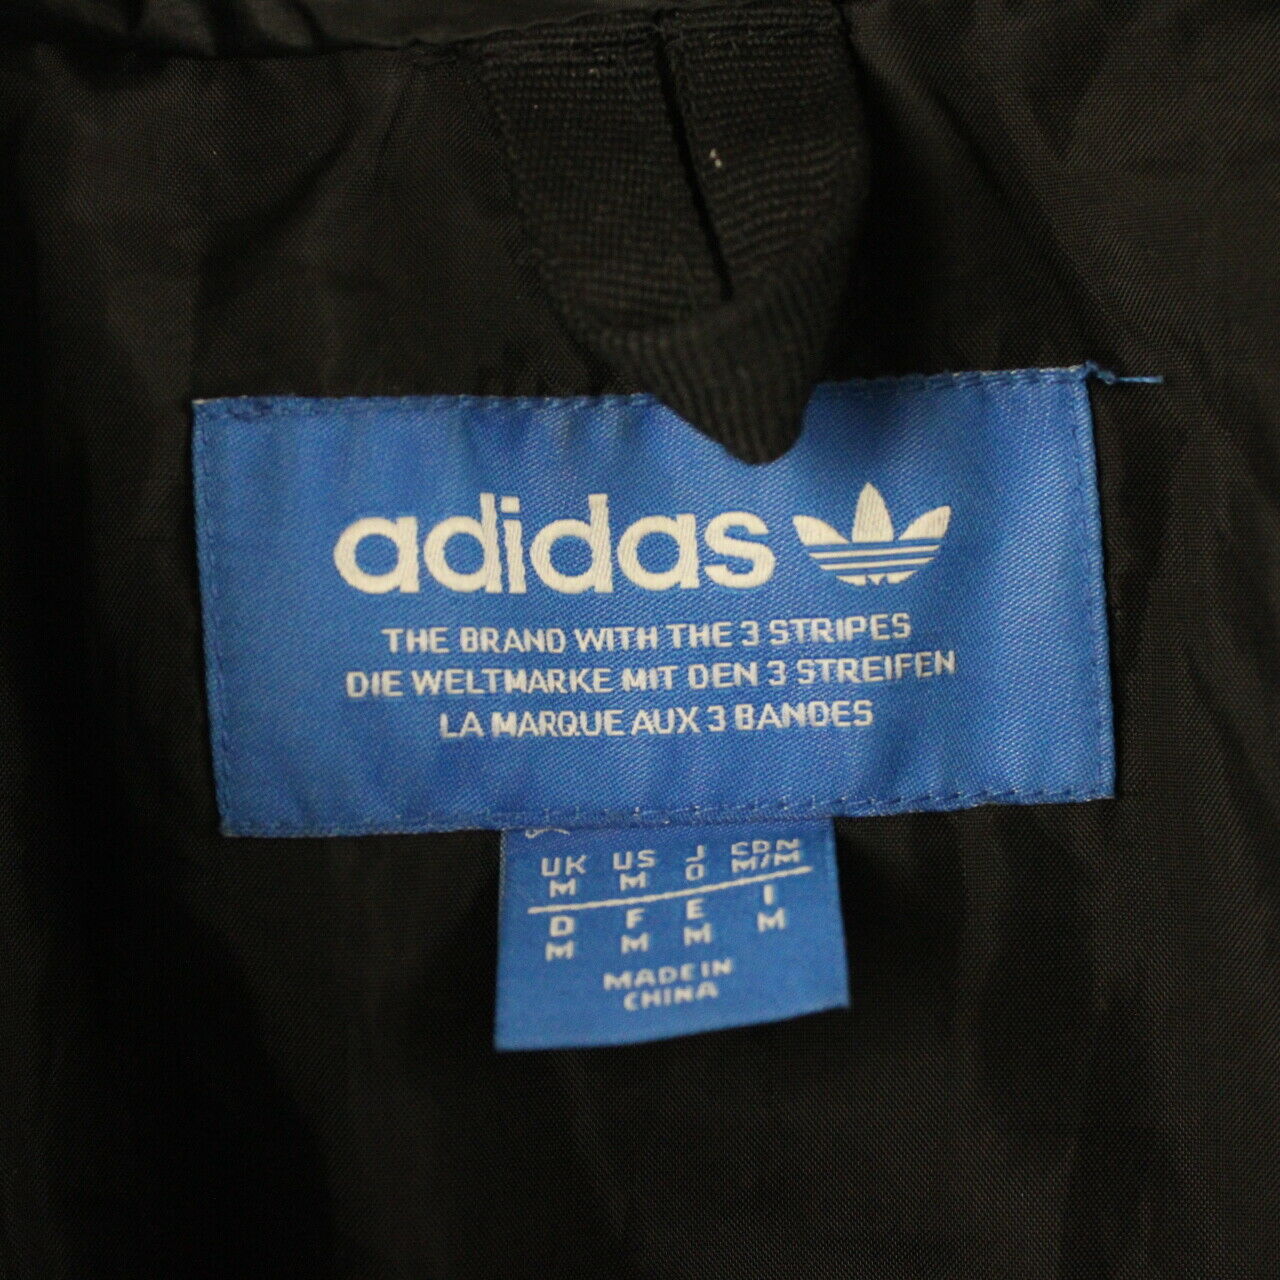 adidas
THE BRAND WITH THE 3 STRIPES
DIE WELTMARKE MIT DEN 3 STREIFEN
LA MARQUE AUX 3 BANDES
UK US J CDN
M M O M/M
D F E I
M M M M
MADE IN
CHINA